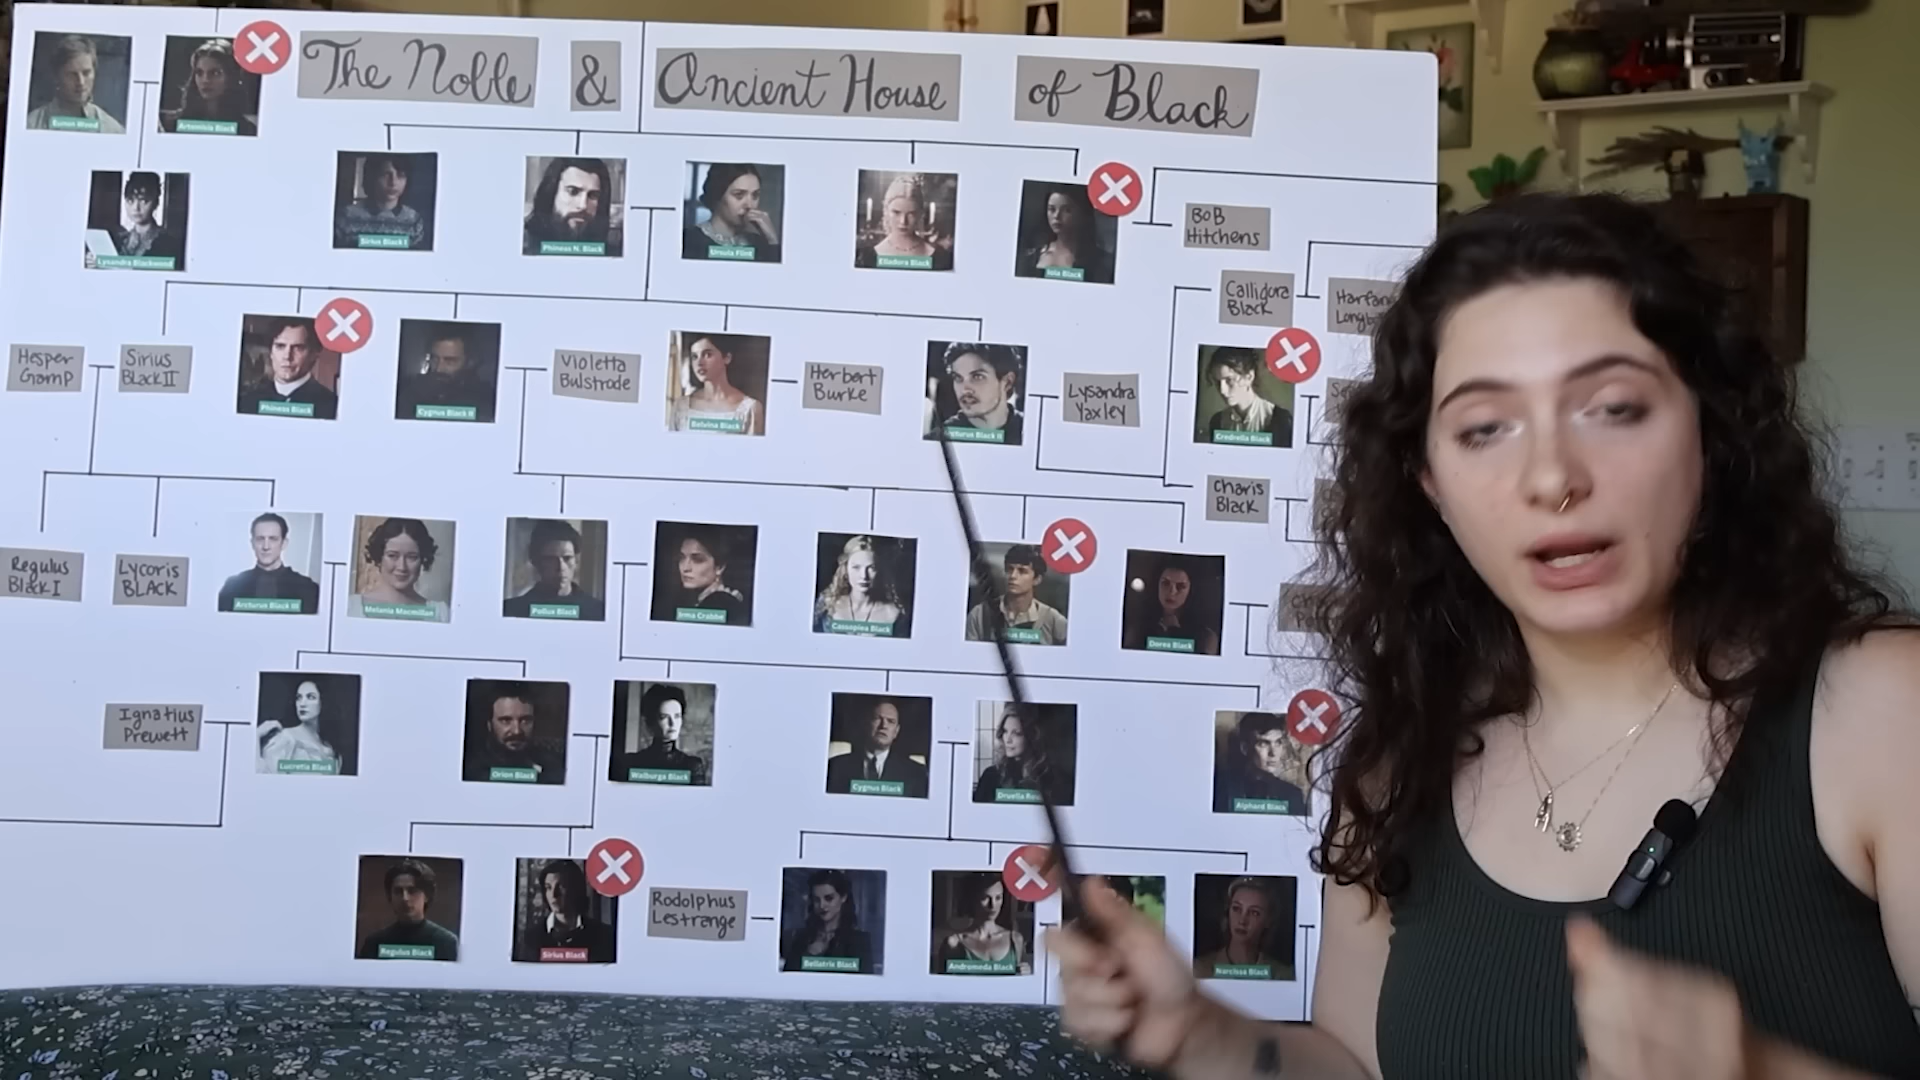 The Noble & Ancient House of Black
Artemisia Black
Lysandra Blackwood
Sirius Black I
Phineas N. Black
Ursula Flint
Elladora Black
Isla Black
BoB
Hitchens
Callidora
Black
Hesper
Gamp
Sirius
Black II
Phineas Black
Cygnus Black II
Violetta
Bulstrode
Belvina Black
Herbert
Burke
Arcturus Black II
Lysandra
Yaxley
Cedrella Black
Charis
Black
Regulus
Black I
Lycoris
BLACK
Arcturus Black III
Melania Macmillan
Pollux Black
Irma Crabbe
Cassiopiea Black
Black
Dorea Black
Ignatius
Prewett
Lucretia Black
Orion Black
Walburga Black
Cygnus Black
Druella
Alphard Black
Regulus Black
Sirius Black
Rodolphus
Lestrange
Bellatrix Black
Andromeda Black
Narcissa Black